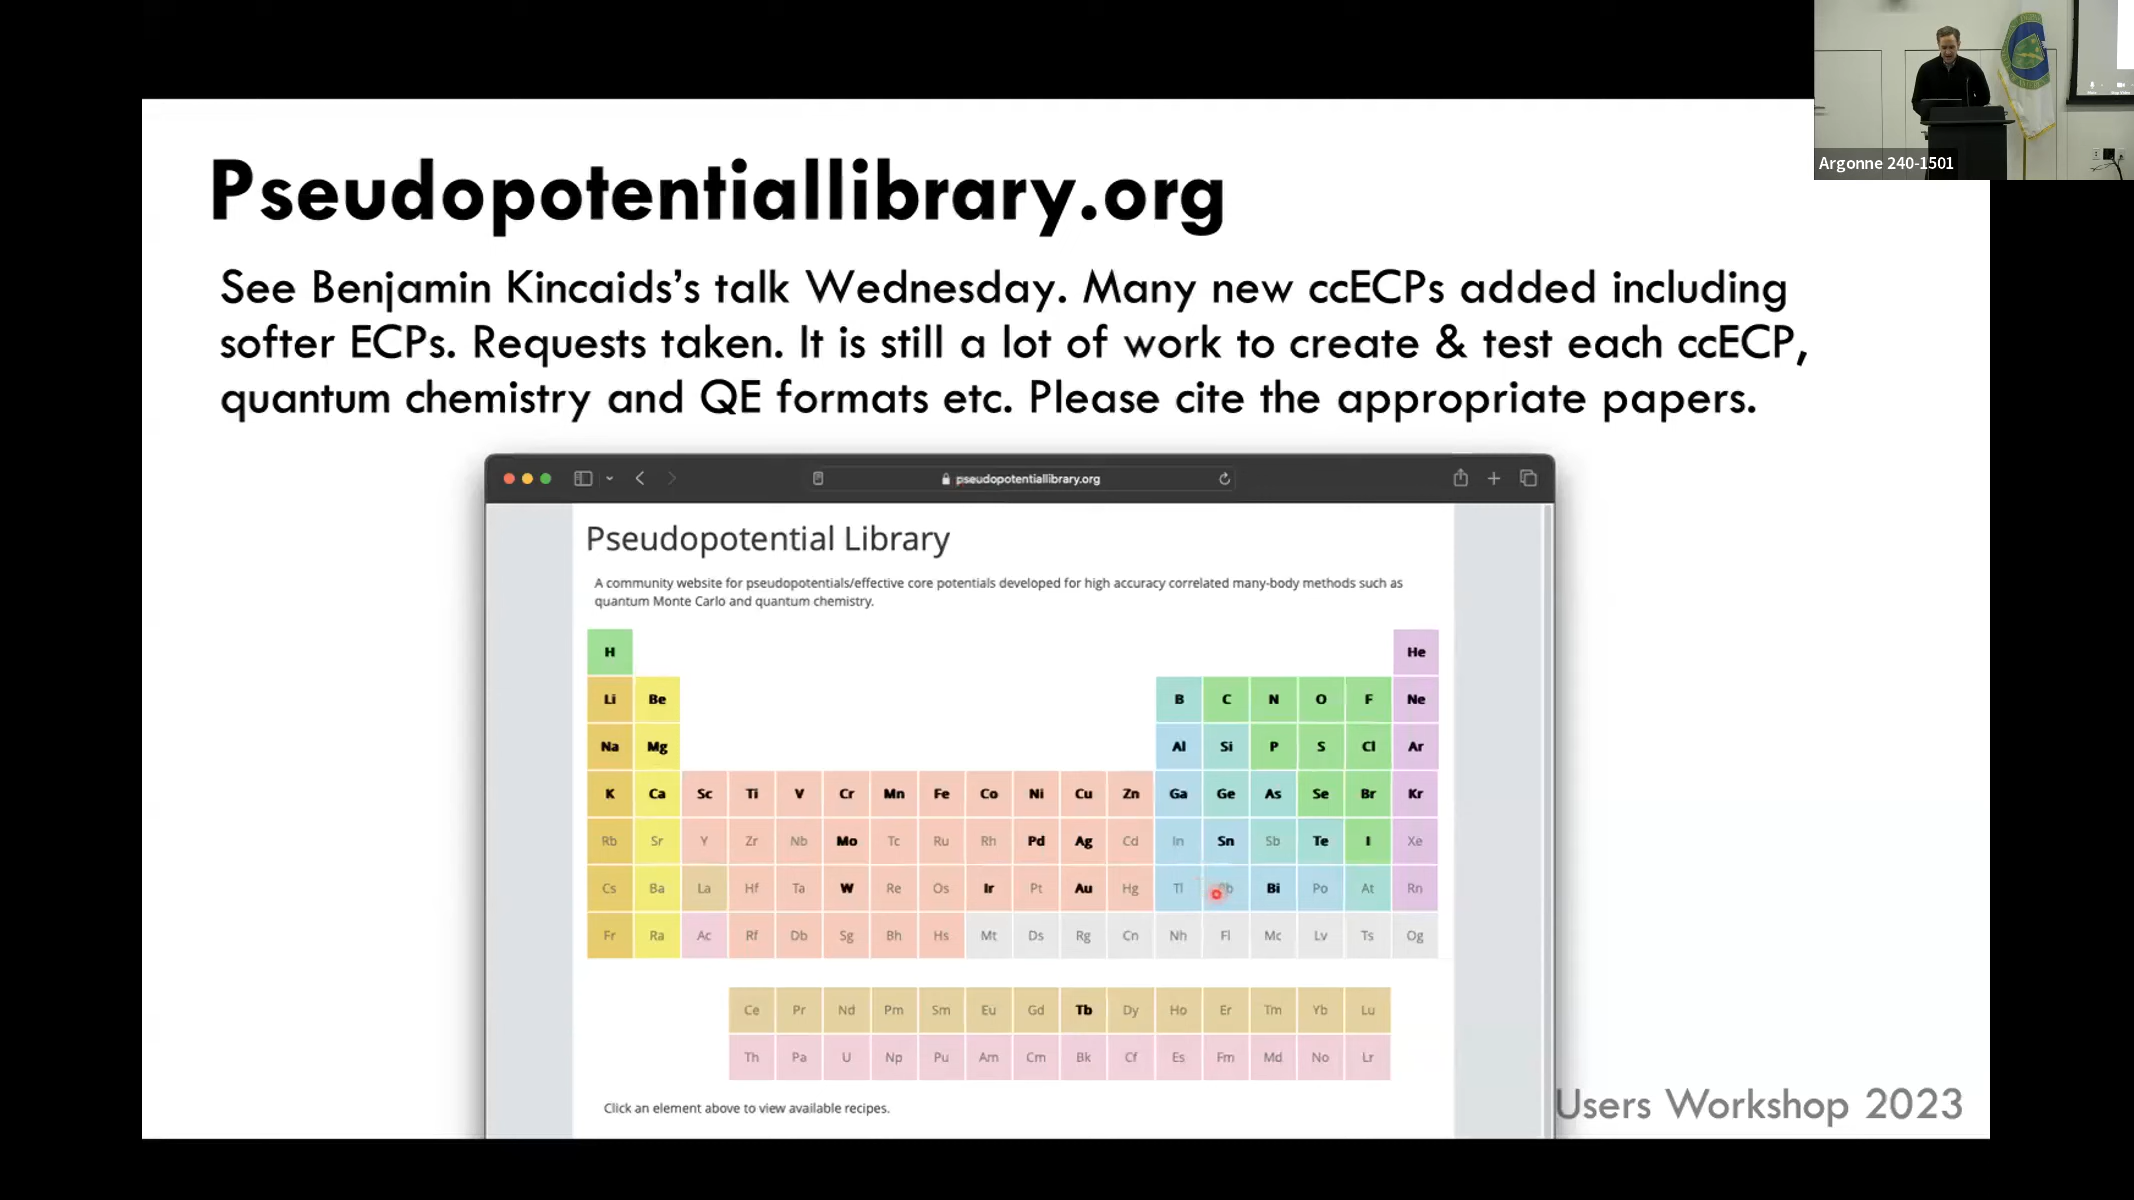 Argonne 240-1501
Pseudopotentiallibrary.org
See Benjamin Kincaids’s talk Wednesday. Many new ccECPs added including
softer ECPs. Requests taken. It is still a lot of work to create & test each ccECP,
quantum chemistry and QE formats etc. Please cite the appropriate papers.
pseudopotentiallibrary.org
Pseudopotential Library
A community website for pseudopotentials/effective core potentials developed for high accuracy correlated many-body methods such as
quantum Monte Carlo and quantum chemistry.
H He
Li Be B C N O F Ne
Na Mg Al Si P S Cl Ar
K Ca Sc Ti V Cr Mn Fe Co Ni Cu Zn Ga Ge As Se Br Kr
Rb Sr Y Zr Nb Mo Tc Ru Rh Pd Ag Cd In Sn Sb Te I Xe
Cs Ba La Hf Ta W Re Os Ir Pt Au Hg Tl Bi Po At Rn
Fr Ra Ac Rf Db Sg Bh Hs Mt Ds Rg Cn Nh Fl Mc Lv Ts Og
Ce Pr Nd Pm Sm Eu Gd Tb Dy Ho Er Tm Yb Lu
Th Pa U Np Pu Am Cm Bk Cf Es Fm Md No Lr
Click an element above to view available recipes.
Users Workshop 2023